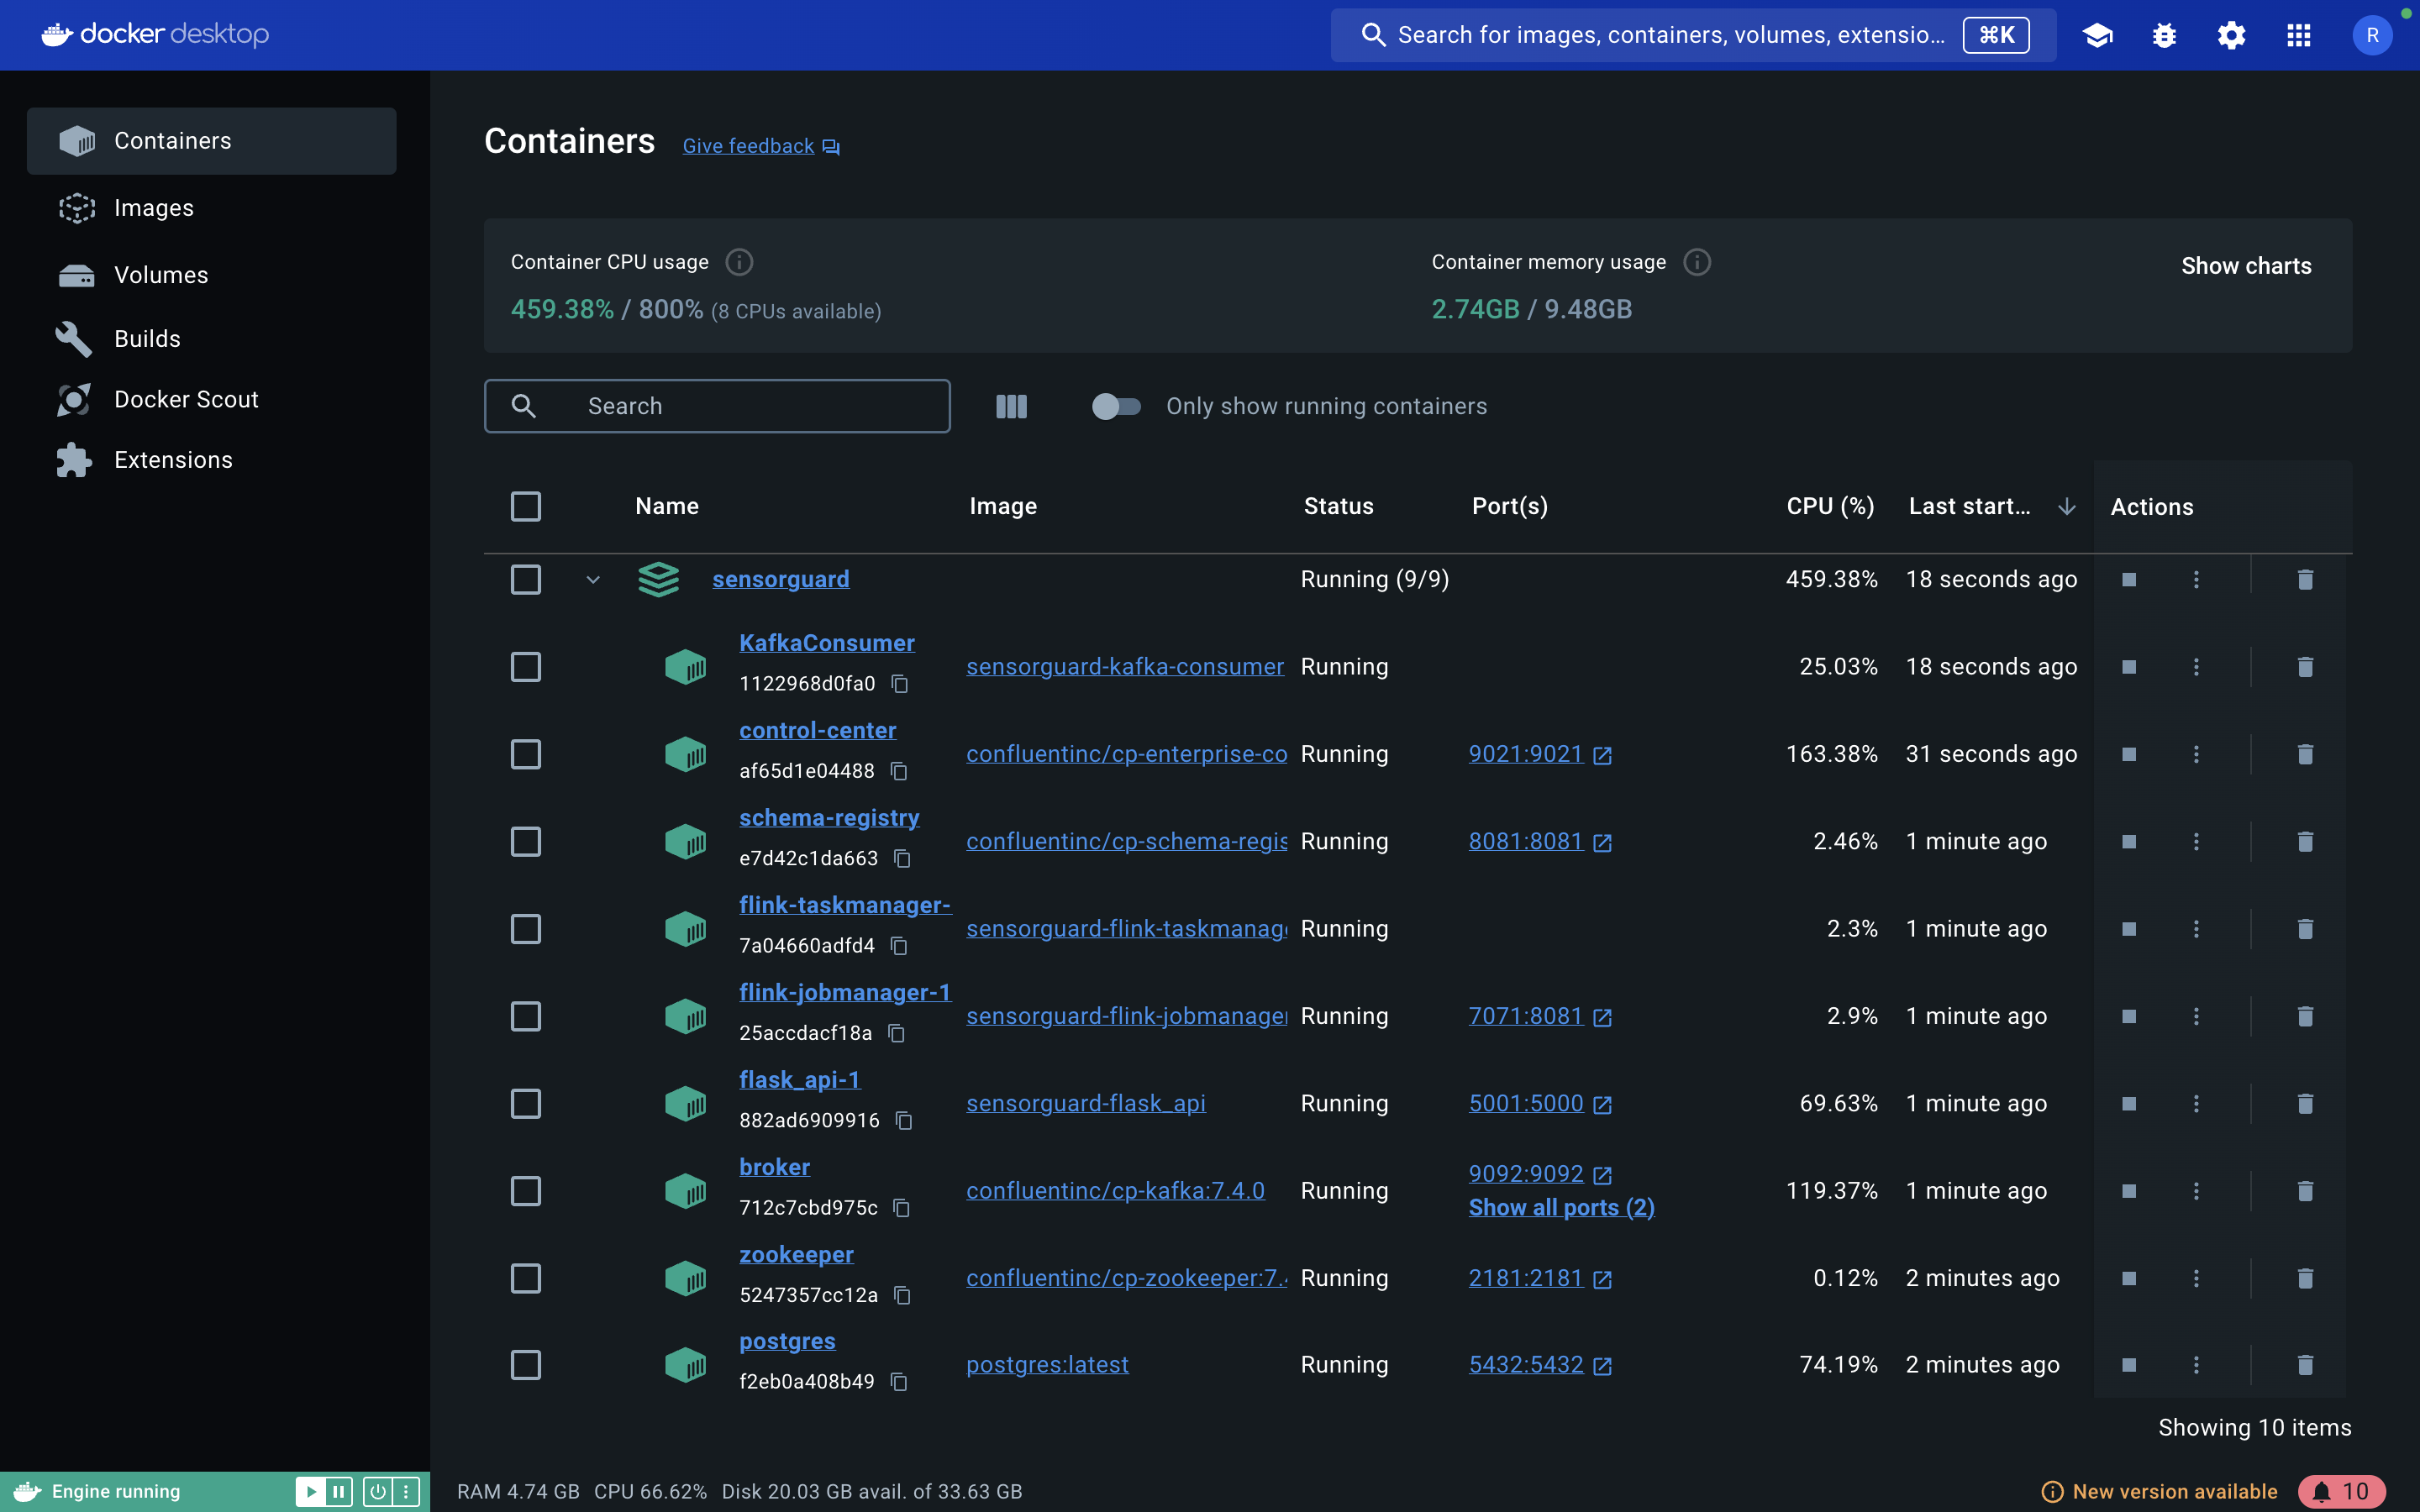 docker desktop
Search for images, containers, volumes, extensio... ⌘K
R
Containers
Images
Volumes
Builds
Docker Scout
Extensions
Containers Give feedback
Container CPU usage
459.38% / 800% (8 CPUs available)
Container memory usage
2.74GB / 9.48GB
Show charts
Search
Only show running containers
Name Image Status Port(s) CPU (%) Last start... Actions
sensorguard Running (9/9) 459.38% 18 seconds ago
KafkaConsumer
1122968d0fa0
sensorguard-kafka-consumer Running 25.03% 18 seconds ago
control-center
af65d1e04488
confluentinc/cp-enterprise-co Running 9021:9021 163.38% 31 seconds ago
schema-registry
e7d42c1da663
confluentinc/cp-schema-regis Running 8081:8081 2.46% 1 minute ago
flink-taskmanager-
7a04660adfd4
sensorguard-flink-taskmanag Running 2.3% 1 minute ago
flink-jobmanager-1
25accdacf18a
sensorguard-flink-jobmanage Running 7071:8081 2.9% 1 minute ago
flask_api-1
882ad6909916
sensorguard-flask_api Running 5001:5000 69.63% 1 minute ago
broker
712c7cbd975c
confluentinc/cp-kafka:7.4.0 Running 9092:9092
Show all ports (2)
119.37% 1 minute ago
zookeeper
5247357cc12a
confluentinc/cp-zookeeper:7. Running 2181:2181 0.12% 2 minutes ago
postgres
f2eb0a408b49
postgres:latest Running 5432:5432 74.19% 2 minutes ago
Showing 10 items
Engine running
RAM 4.74 GB CPU 66.62% Disk 20.03 GB avail. of 33.63 GB
New version available
10